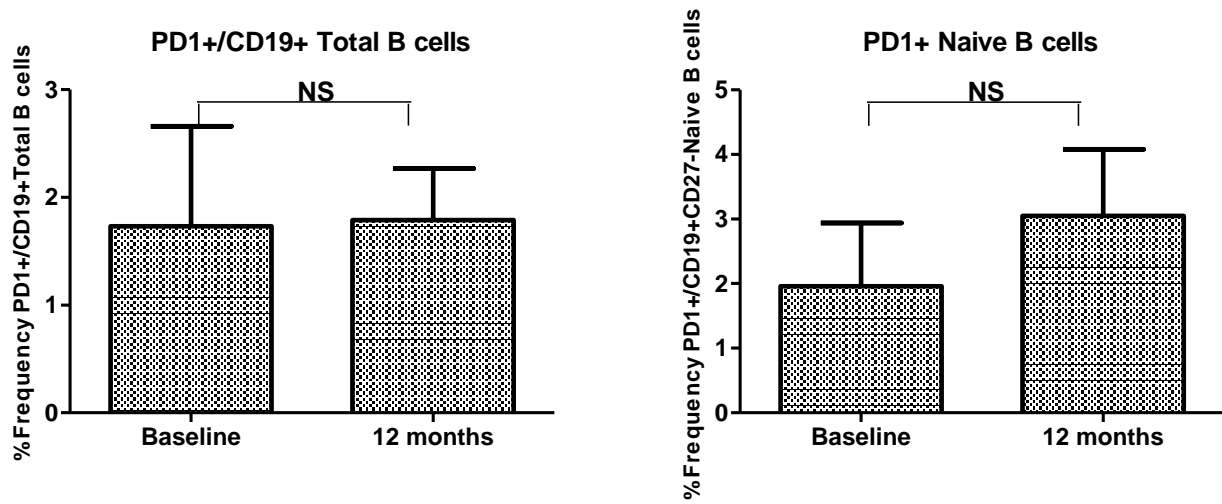 PD1+/CD19+ Total B cells
%Frequency PD1+/CD19+Total B cells
3
2
1
0
NS
Baseline
12 months
PD1+ Naive B cells
%Frequency PD1+/CD19+CD27-Naive B cells
5
4
3
2
1
0
NS
Baseline
12 months